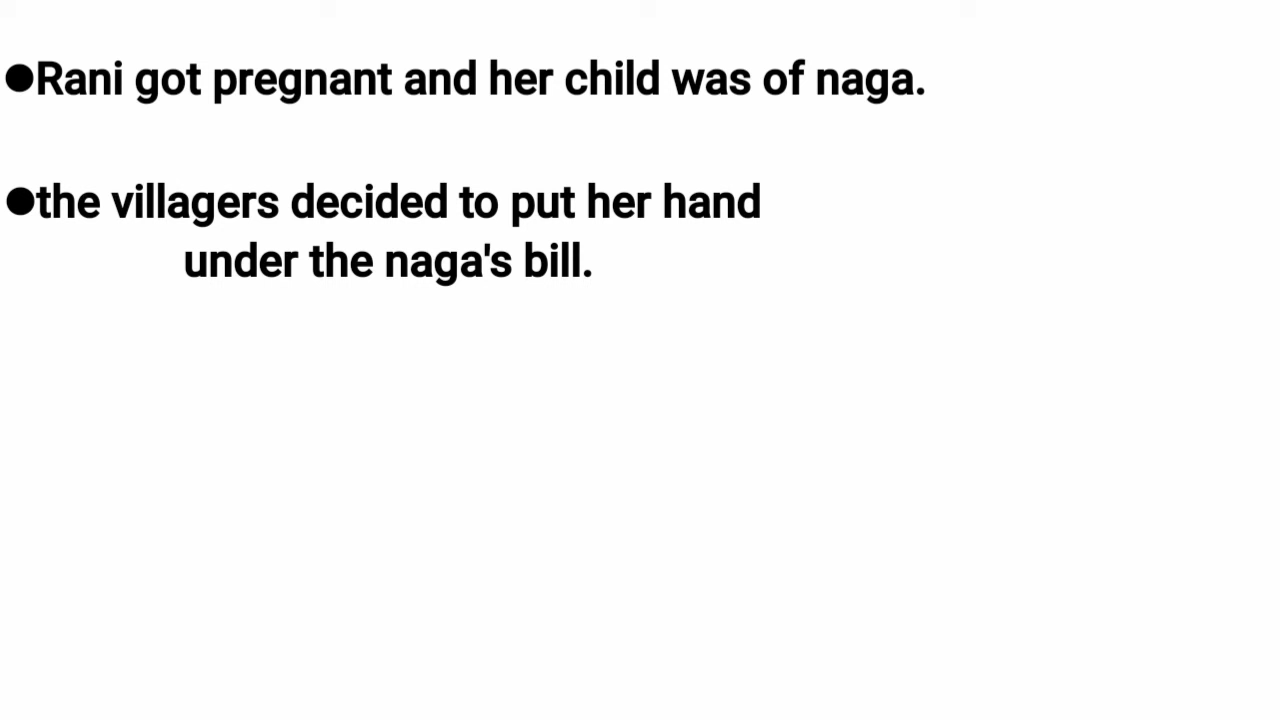 ●Rani got pregnant and her child was of naga.
●the villagers decided to put her hand
under the naga's bill.